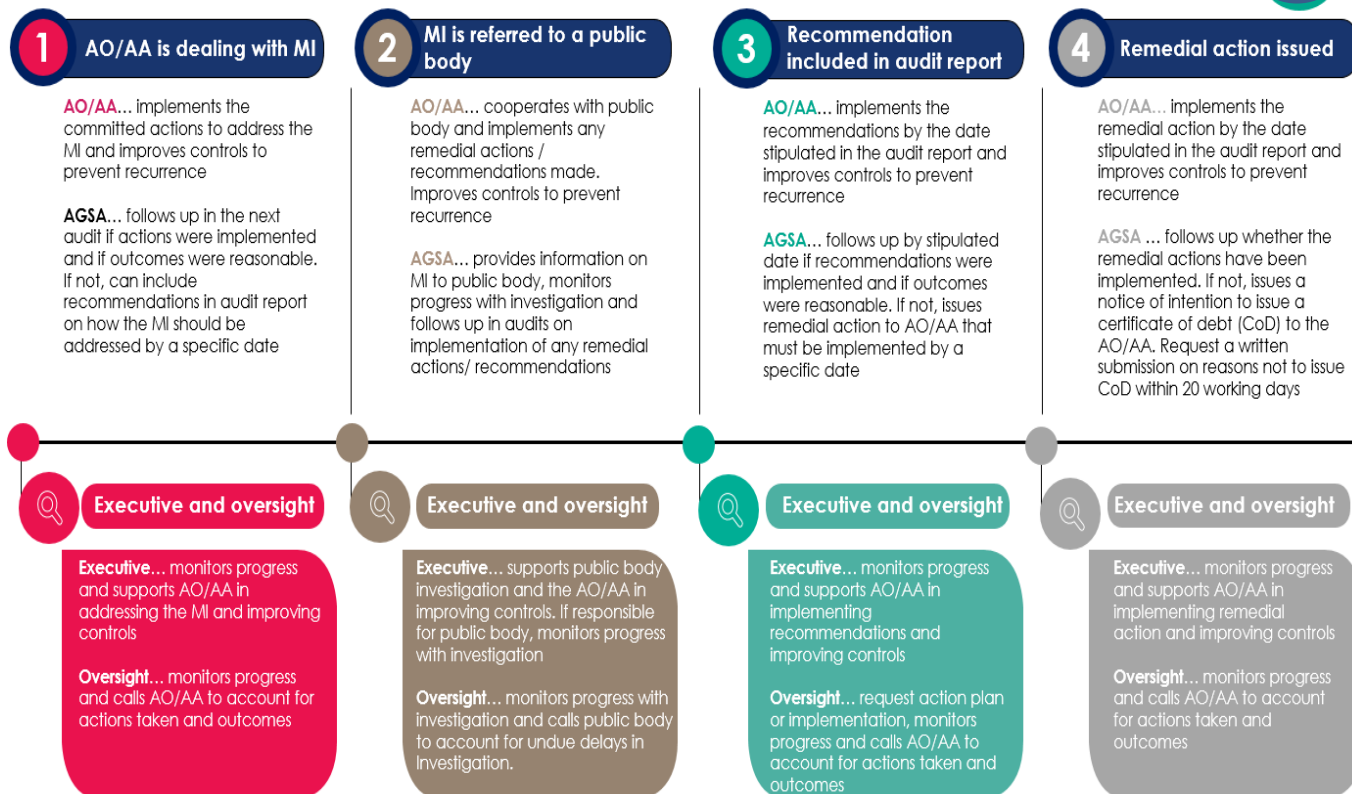 1
AO/AA is dealing with MI
AO/AA... implements the
committed actions to address the
MI and improves controls to
prevent recurrence
AGSA... follows up in the next
audit if actions were implemented
and if outcomes were reasonable.
If not, can include
recommendations in audit report
on how the MI should be
addressed by a specific date
2
MI is referred to a public
body
AO/AA... cooperates with public
body and implements any
remedial actions /
recommendations made.
Improves controls to prevent
recurrence
AGSA... provides information on
MI to public body, monitors
progress with investigation and
follows up in audits on
implementation of any remedial
actions/ recommendations
3
Recommendation
included in audit report
AO/AA... implements the
recommendations by the date
stipulated in the audit report and
improves controls to prevent
recurrence
AGSA... follows up by stipulated
date if recommendations were
implemented and if outcomes
were reasonable. If not, issues
remedial action to AO/AA that
must be implemented by a
specific date
4
Remedial action issued
AO/AA... implements the
remedial action by the date
stipulated in the audit report and
improves controls to prevent
recurrence
AGSA ... follows up whether the
remedial actions have been
implemented. If not, issues a
notice of intention to issue a
certificate of debt (CoD) to the
AO/AA. Request a written
submission on reasons not to issue
CoD within 20 working days
Executive and oversight
Executive... monitors progress
and supports AO/AA in
addressing the MI and improving
controls
Oversight... monitors progress
and calls AO/AA to account for
actions taken and outcomes
Executive and oversight
Executive... supports public body
investigation and the AO/AA in
improving controls. If responsible
for public body, monitors progress
with investigation
Oversight... monitors progress with
investigation and calls public body
to account for undue delays in
Investigation.
Executive and oversight
Executive... monitors progress
and supports AO/AA in
implementing
recommendations and
improving controls
Oversight... request action plan
or implementation, monitors
progress and calls AO/AA to
account for actions taken and
outcomes
Executive and oversight
Executive... monitors progress
and supports AO/AA in
implementing remedial
action and improving controls
Oversight... monitors progress
and calls AO/AA to account
for actions taken and
outcomes